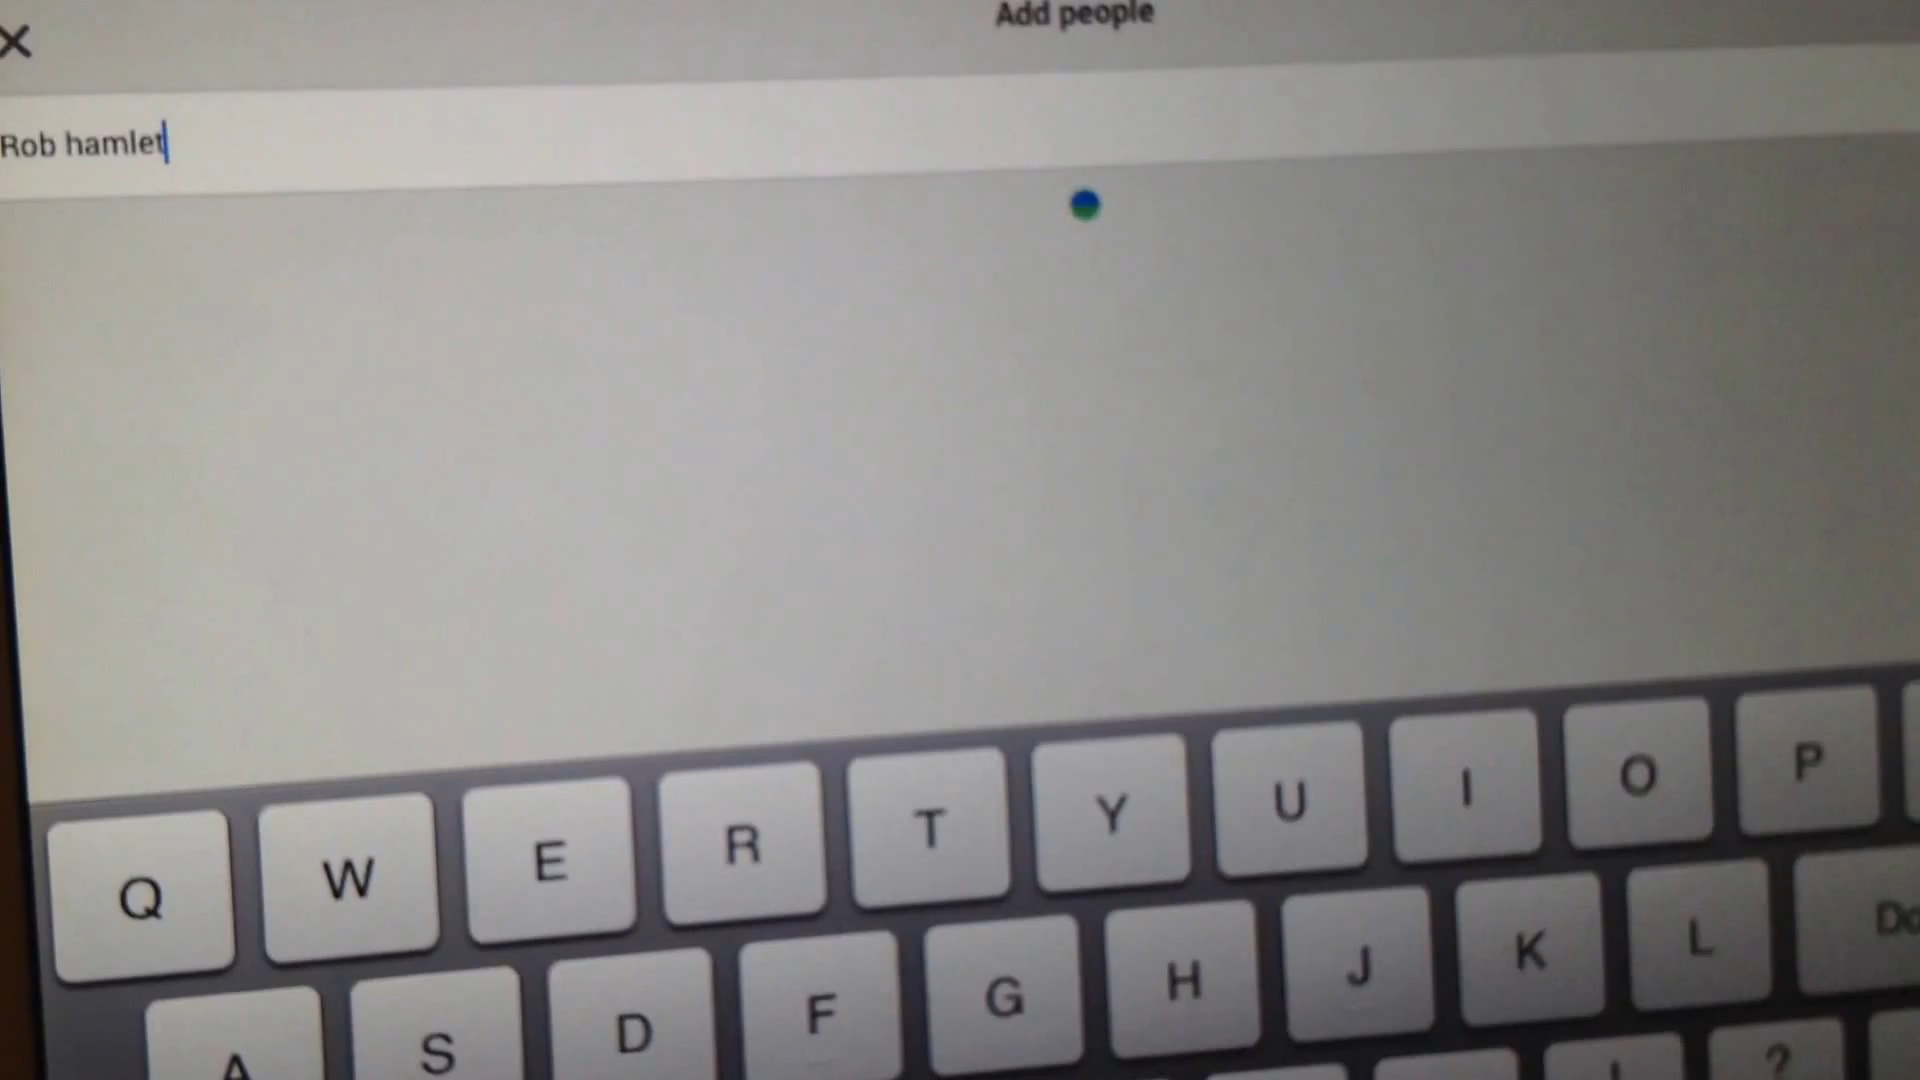 Add people
Rob hamlet
Q W E R T Y U I O P
A S D F G H J K L
?